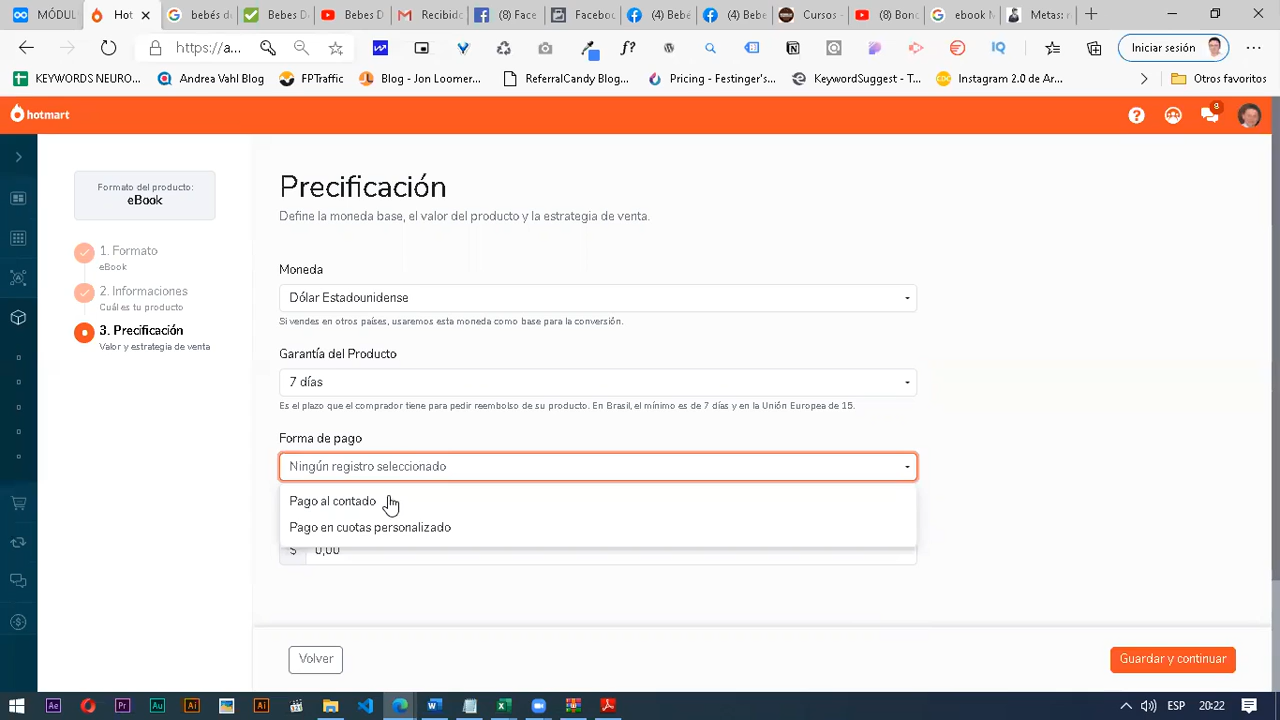 MÓDUL
Hotm
bebés d
Bebes D
Bebes D
Recibid
(4) Face
Facebo
(4) Bebé
(4) Bebe
Cursos -
(8) Bonc
ebook M
Metas: n
https://a...
Iniciar sesión
KEYWORDS NEURO...
Andrea Vahl Blog
FPTraffic
Blog - Jon Loomer...
ReferralCandy Blog...
Pricing - Festinger's...
KeywordSuggest - T...
Instagram 2.0 de Ar...
Otros favoritos
hotmart
8
Formato del producto:
eBook
1. Formato
eBook
2. Informaciones
Cuál es tu producto
3. Precificación
Valor y estrategia de venta
Precificación
Define la moneda base, el valor del producto y la estrategia de venta.
Moneda
Dólar Estadounidense
Si vendes en otros países, usaremos esta moneda como base para la conversión.
Garantía del Producto
7 días
Es el plazo que el comprador tiene para pedir reembolso de su producto. En Brasil, el mínimo es de 7 días y en la Unión Europea de 15.
Forma de pago
Ningún registro seleccionado
Pago al contado
Pago en cuotas personalizado
$ 0,00
Volver
Guardar y continuar
ESP
20:22